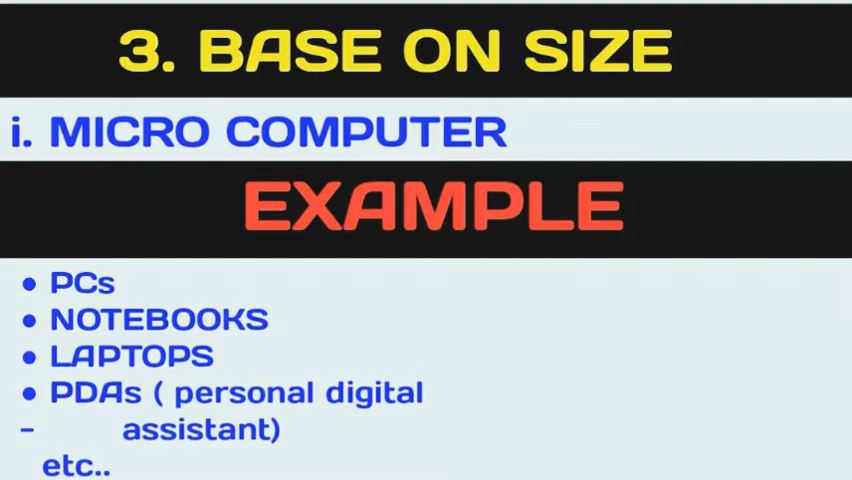 3. BASE ON SIZE
i. MICRO COMPUTER
EXAMPLE
● PCs
● NOTEBOOKS
● LAPTOPS
● PDAs ( personal digital
- assistant)
etc..